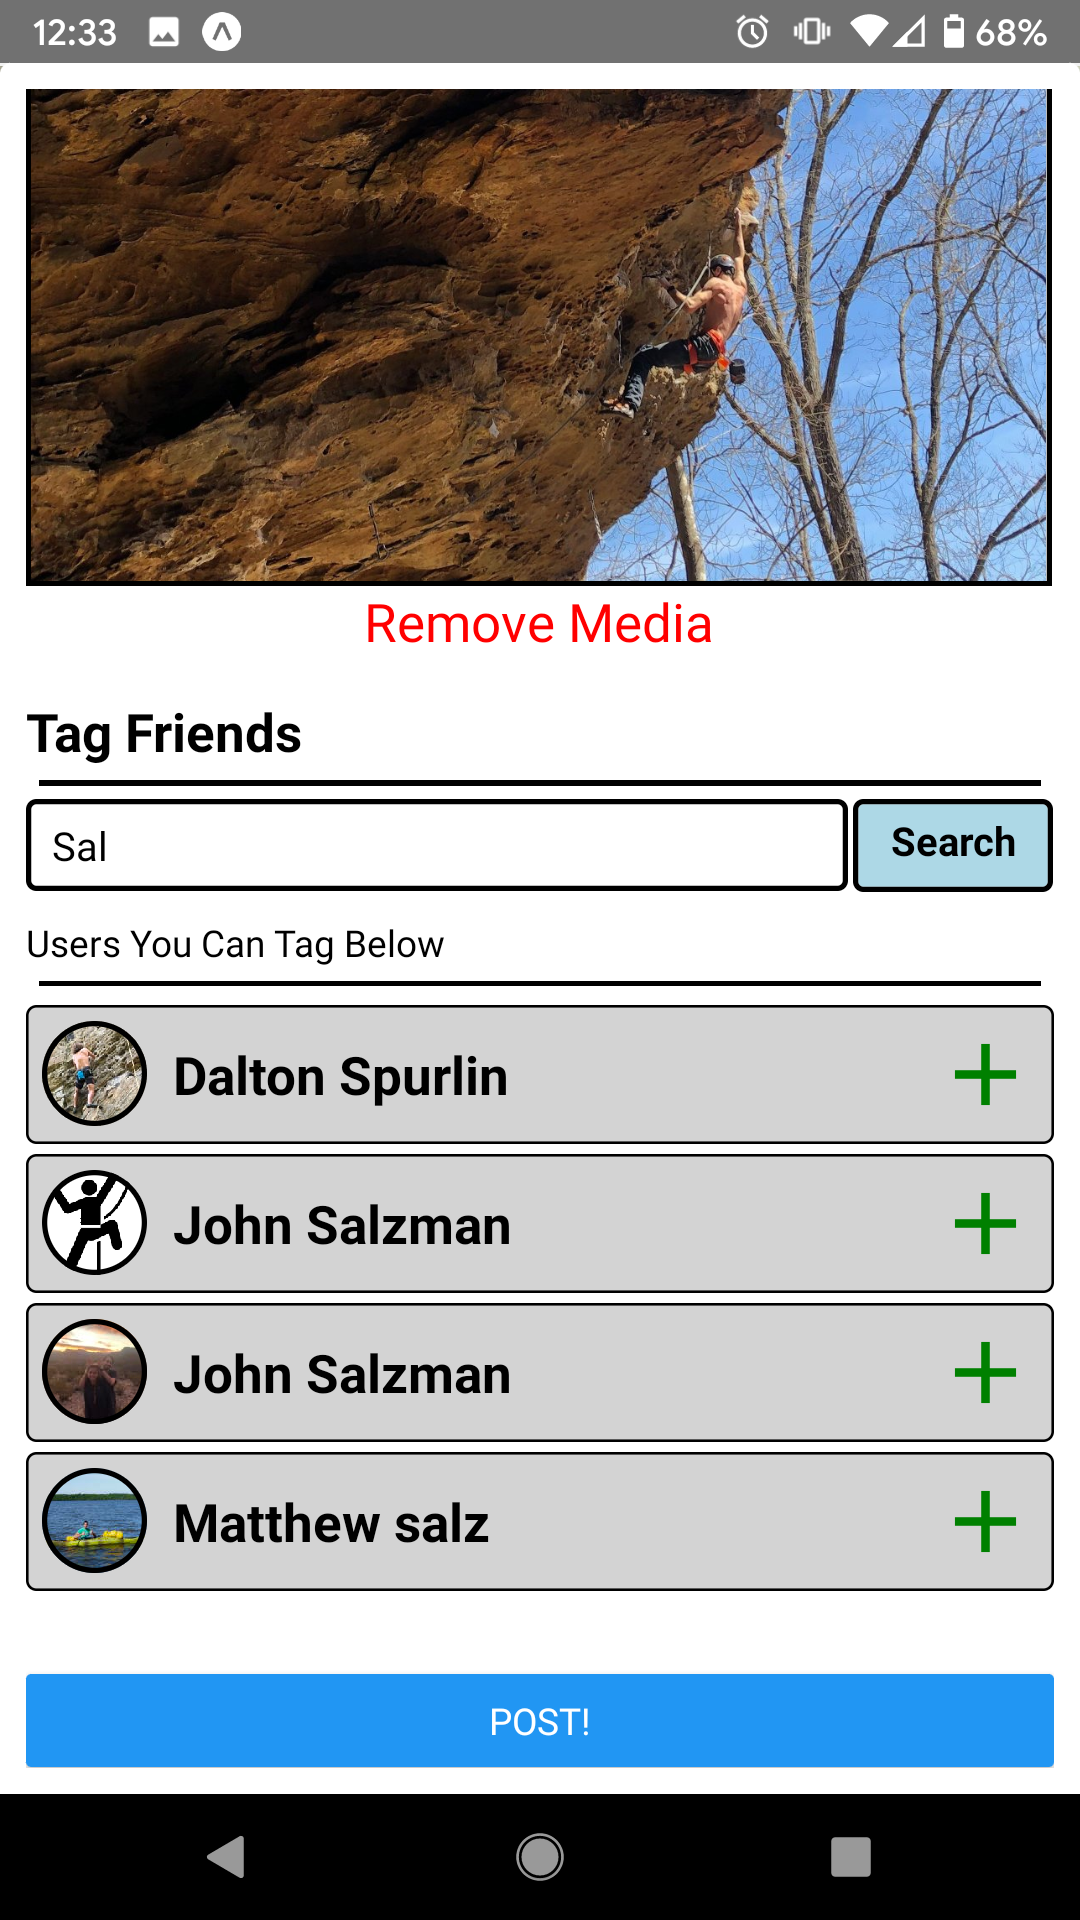 12:33
68%
Remove Media
Tag Friends
Sal
Search
Users You Can Tag Below
Dalton Spurlin
John Salzman
John Salzman
Matthew salz
POST!